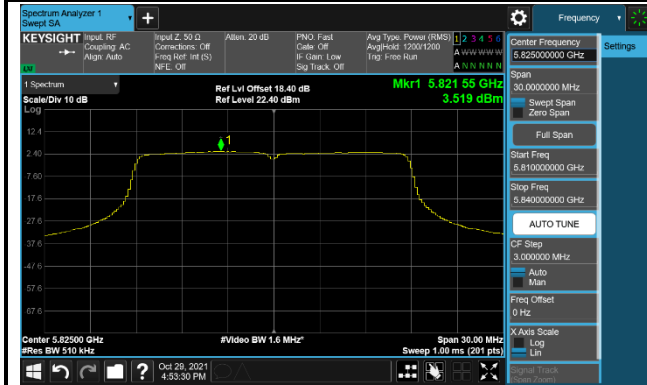 Spectrum Analyzer 1
Swept SA
+
Frequency
KEYSIGHT
Input: RF
Coupling: AC
Align: Auto
Input Z: 50 Ω
Corrections: Off
Freq Ref: Int (S)
NFE: Off
Atten: 20 dB
PNO: Fast
Gate: Off
IF Gain: Low
Sig Track: Off
Avg Type: Power (RMS)
Avg|Hold: 1200/1200
Trig: Free Run
1 2 3 4 5 6
A W W W W W
A N N N N N
LU
1 Spectrum
Scale/Div 10 dB
Log
Ref Lvl Offset 18.40 dB
Ref Level 22.40 dBm
Mkr1 5.821 55 GHz
3.519 dBm
12.4
2.40
-7.60
-17.6
-27.6
-37.6
-47.6
-57.6
-67.6
1
Center 5.82500 GHz
#Res BW 510 kHz
#Video BW 1.6 MHz*
Span 30.00 MHz
Sweep 1.00 ms (201 pts)
?
Oct 29, 2021
4:53:30 PM
Settings
Center Frequency
5.825000000 GHz
Span
30.0000000 MHz
Swept Span
Zero Span
Full Span
Start Freq
5.810000000 GHz
Stop Freq
5.840000000 GHz
AUTO TUNE
CF Step
3.000000 MHz
Auto
Man
Freq Offset
0 Hz
X Axis Scale
Log
Lin
Signal Track
(Span Zoom)